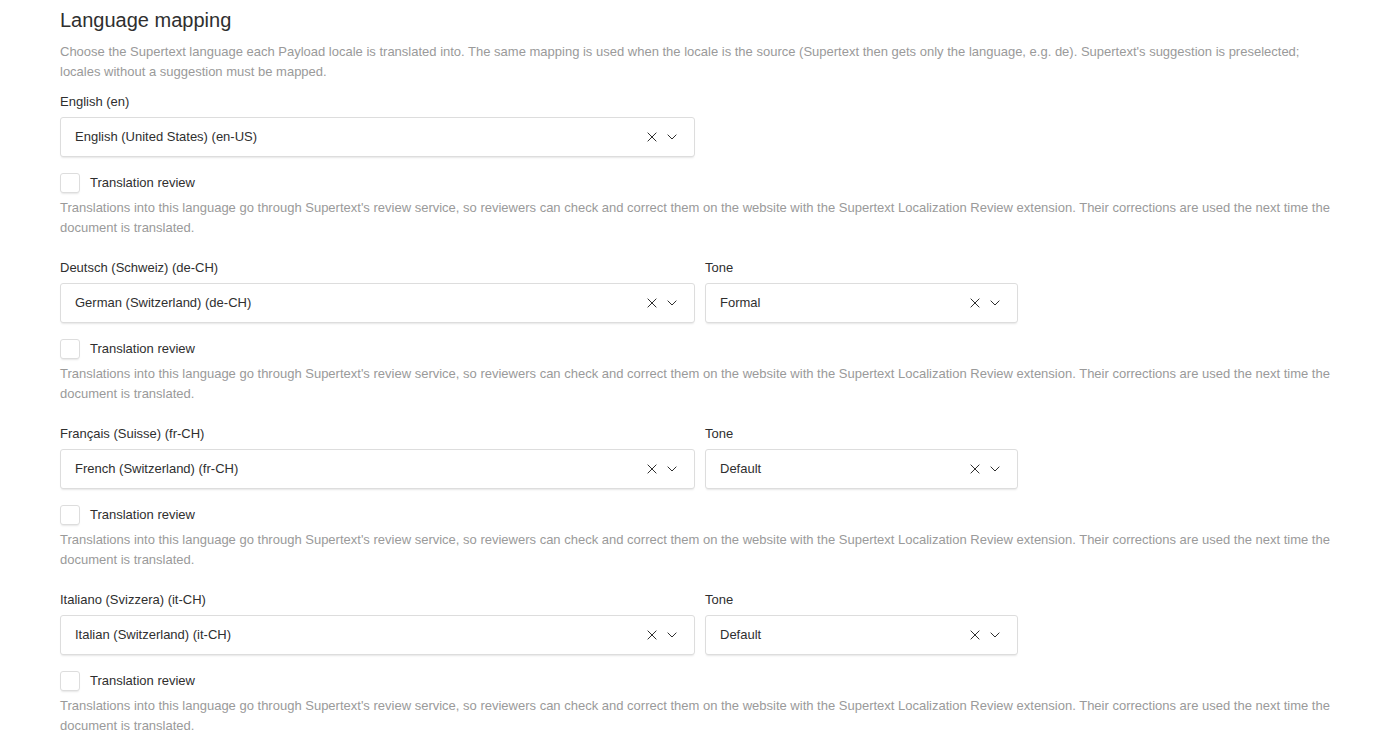 Language mapping
Choose the Supertext language each Payload locale is translated into. The same mapping is used when the locale is the source (Supertext then gets only the language, e.g. de). Supertext's suggestion is preselected;
locales without a suggestion must be mapped.
English (en)
English (United States) (en-US)
Translation review
Translations into this language go through Supertext's review service, so reviewers can check and correct them on the website with the Supertext Localization Review extension. Their corrections are used the next time the
document is translated.
Deutsch (Schweiz) (de-CH) Tone
German (Switzerland) (de-CH) Formal
Translation review
Translations into this language go through Supertext's review service, so reviewers can check and correct them on the website with the Supertext Localization Review extension. Their corrections are used the next time the
document is translated.
Français (Suisse) (fr-CH) Tone
French (Switzerland) (fr-CH) Default
Translation review
Translations into this language go through Supertext's review service, so reviewers can check and correct them on the website with the Supertext Localization Review extension. Their corrections are used the next time the
document is translated.
Italiano (Svizzera) (it-CH) Tone
Italian (Switzerland) (it-CH) Default
Translation review
Translations into this language go through Supertext's review service, so reviewers can check and correct them on the website with the Supertext Localization Review extension. Their corrections are used the next time the
document is translated.